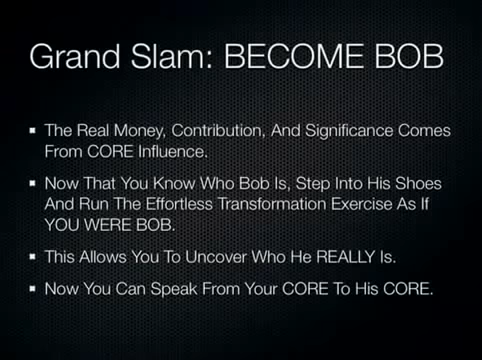 Grand Slam: BECOME BOB
The Real Money, Contribution, And Significance Comes
From CORE Influence.
Now That You Know Who Bob Is, Step Into His Shoes
And Run The Effortless Transformation Exercise As If
YOU WERE BOB.
This Allows You To Uncover Who He REALLY Is.
Now You Can Speak From Your CORE To His CORE.